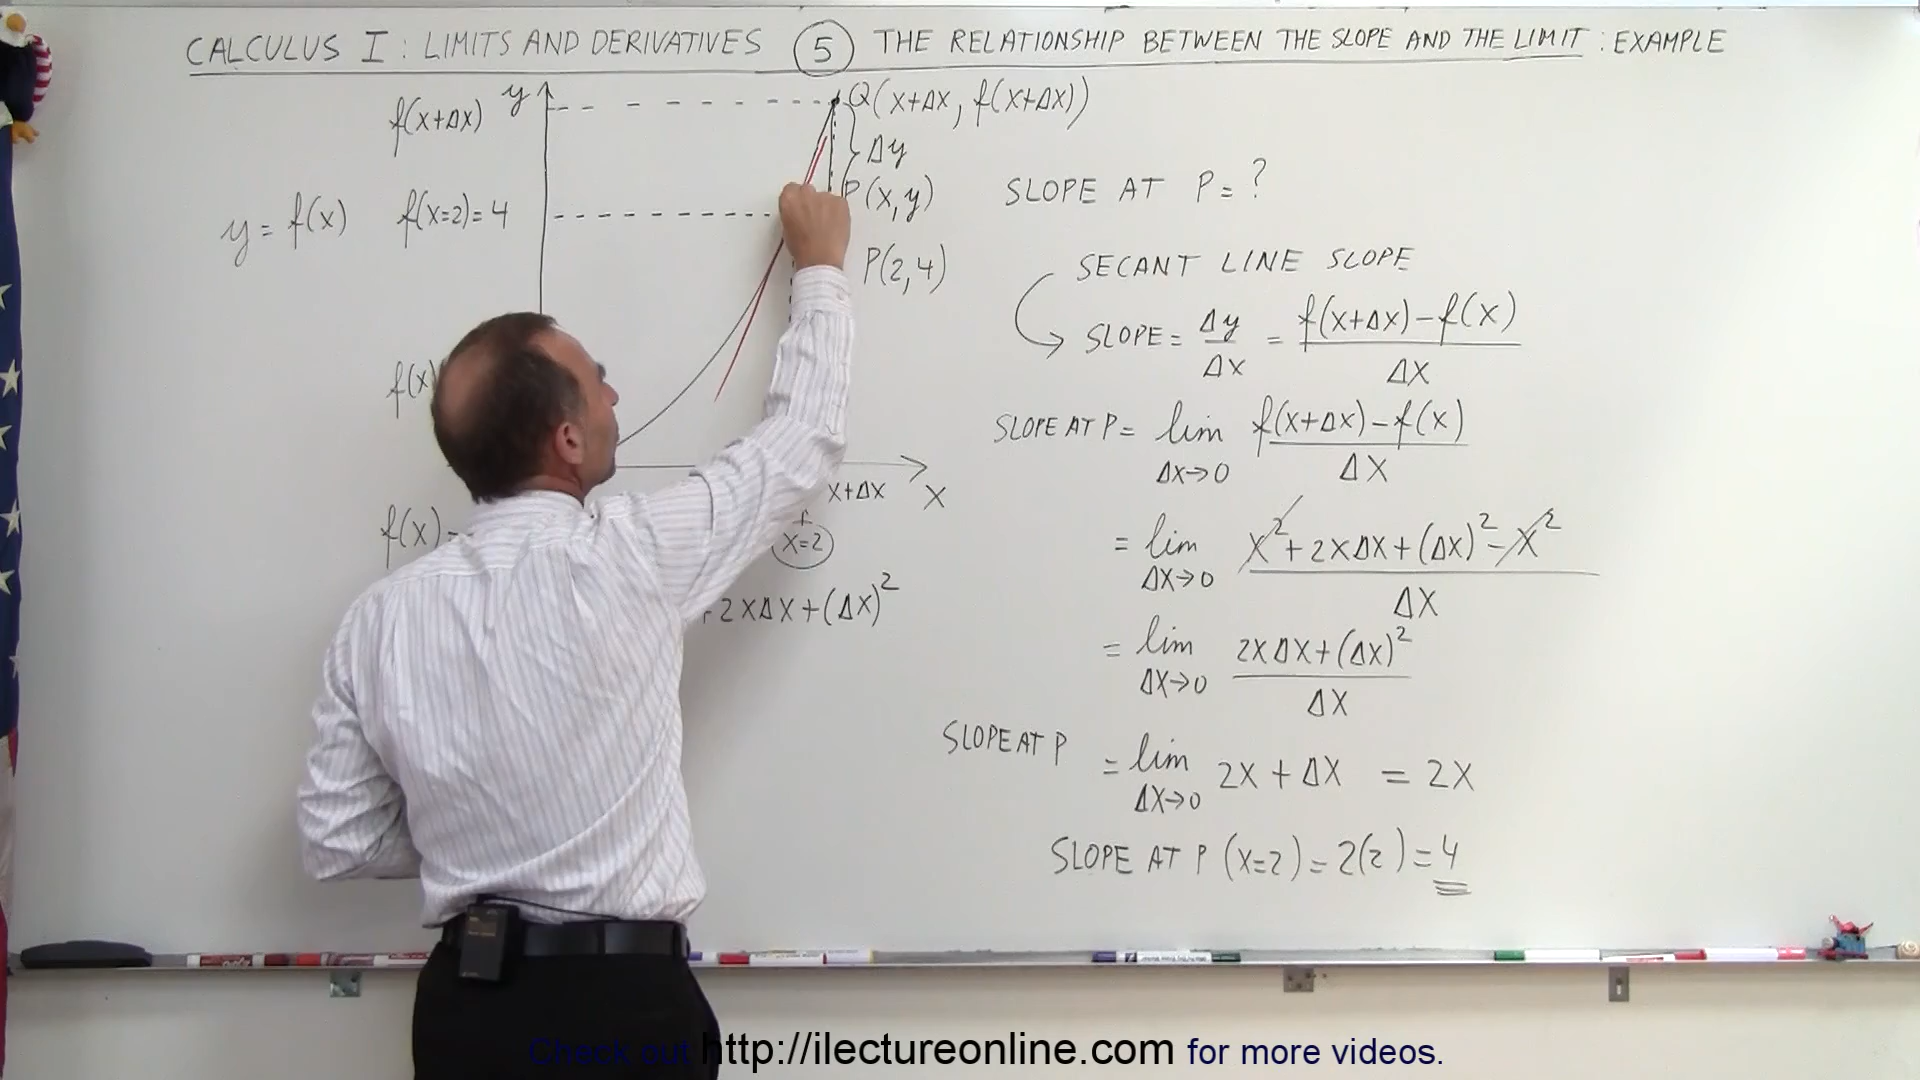 CALCULUS I : LIMITS AND DERIVATIVES (5) THE RELATIONSHIP BETWEEN THE SLOPE AND THE LIMIT : EXAMPLE
f(x+Δx) y Q(x+Δx, f(x+Δx))
Δy
y = f(x) f(x=2)=4 P(x,y)
P(2,4)
f(x)
x+Δx x
x=2
f(x)
2xΔx+(Δx)²
SLOPE AT P = ?
SECANT LINE SLOPE
SLOPE = Δy/Δx = (f(x+Δx)-f(x))/Δx
SLOPE AT P = lim Δx→0 (f(x+Δx)-f(x))/Δx
= lim Δx→0 (x²+2xΔx+(Δx)²-x²)/Δx
= lim Δx→0 (2xΔx+(Δx)²)/Δx
SLOPE AT P = lim Δx→0 2x+Δx = 2x
SLOPE AT P (x=2)=2(2)=4
Check out http://ilectureonline.com for more videos.